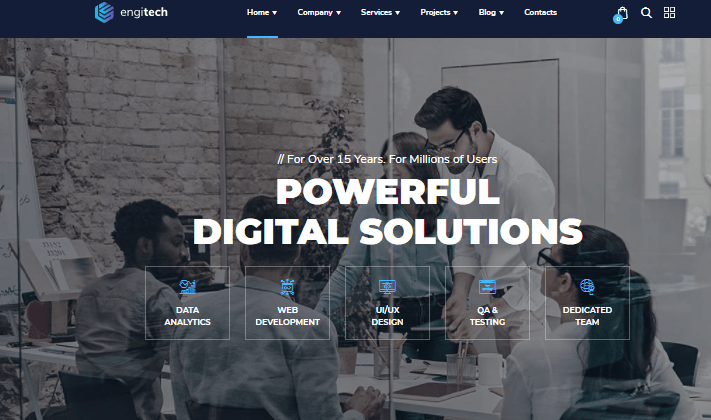 engitech
Home
Company
Services
Projects
Blog
Contacts
0
// For Over 15 Years. For Millions of Users
POWERFUL
DIGITAL SOLUTIONS
DATA
ANALYTICS
WEB
DEVELOPMENT
UI/UX
DESIGN
QA &
TESTING
DEDICATED
TEAM